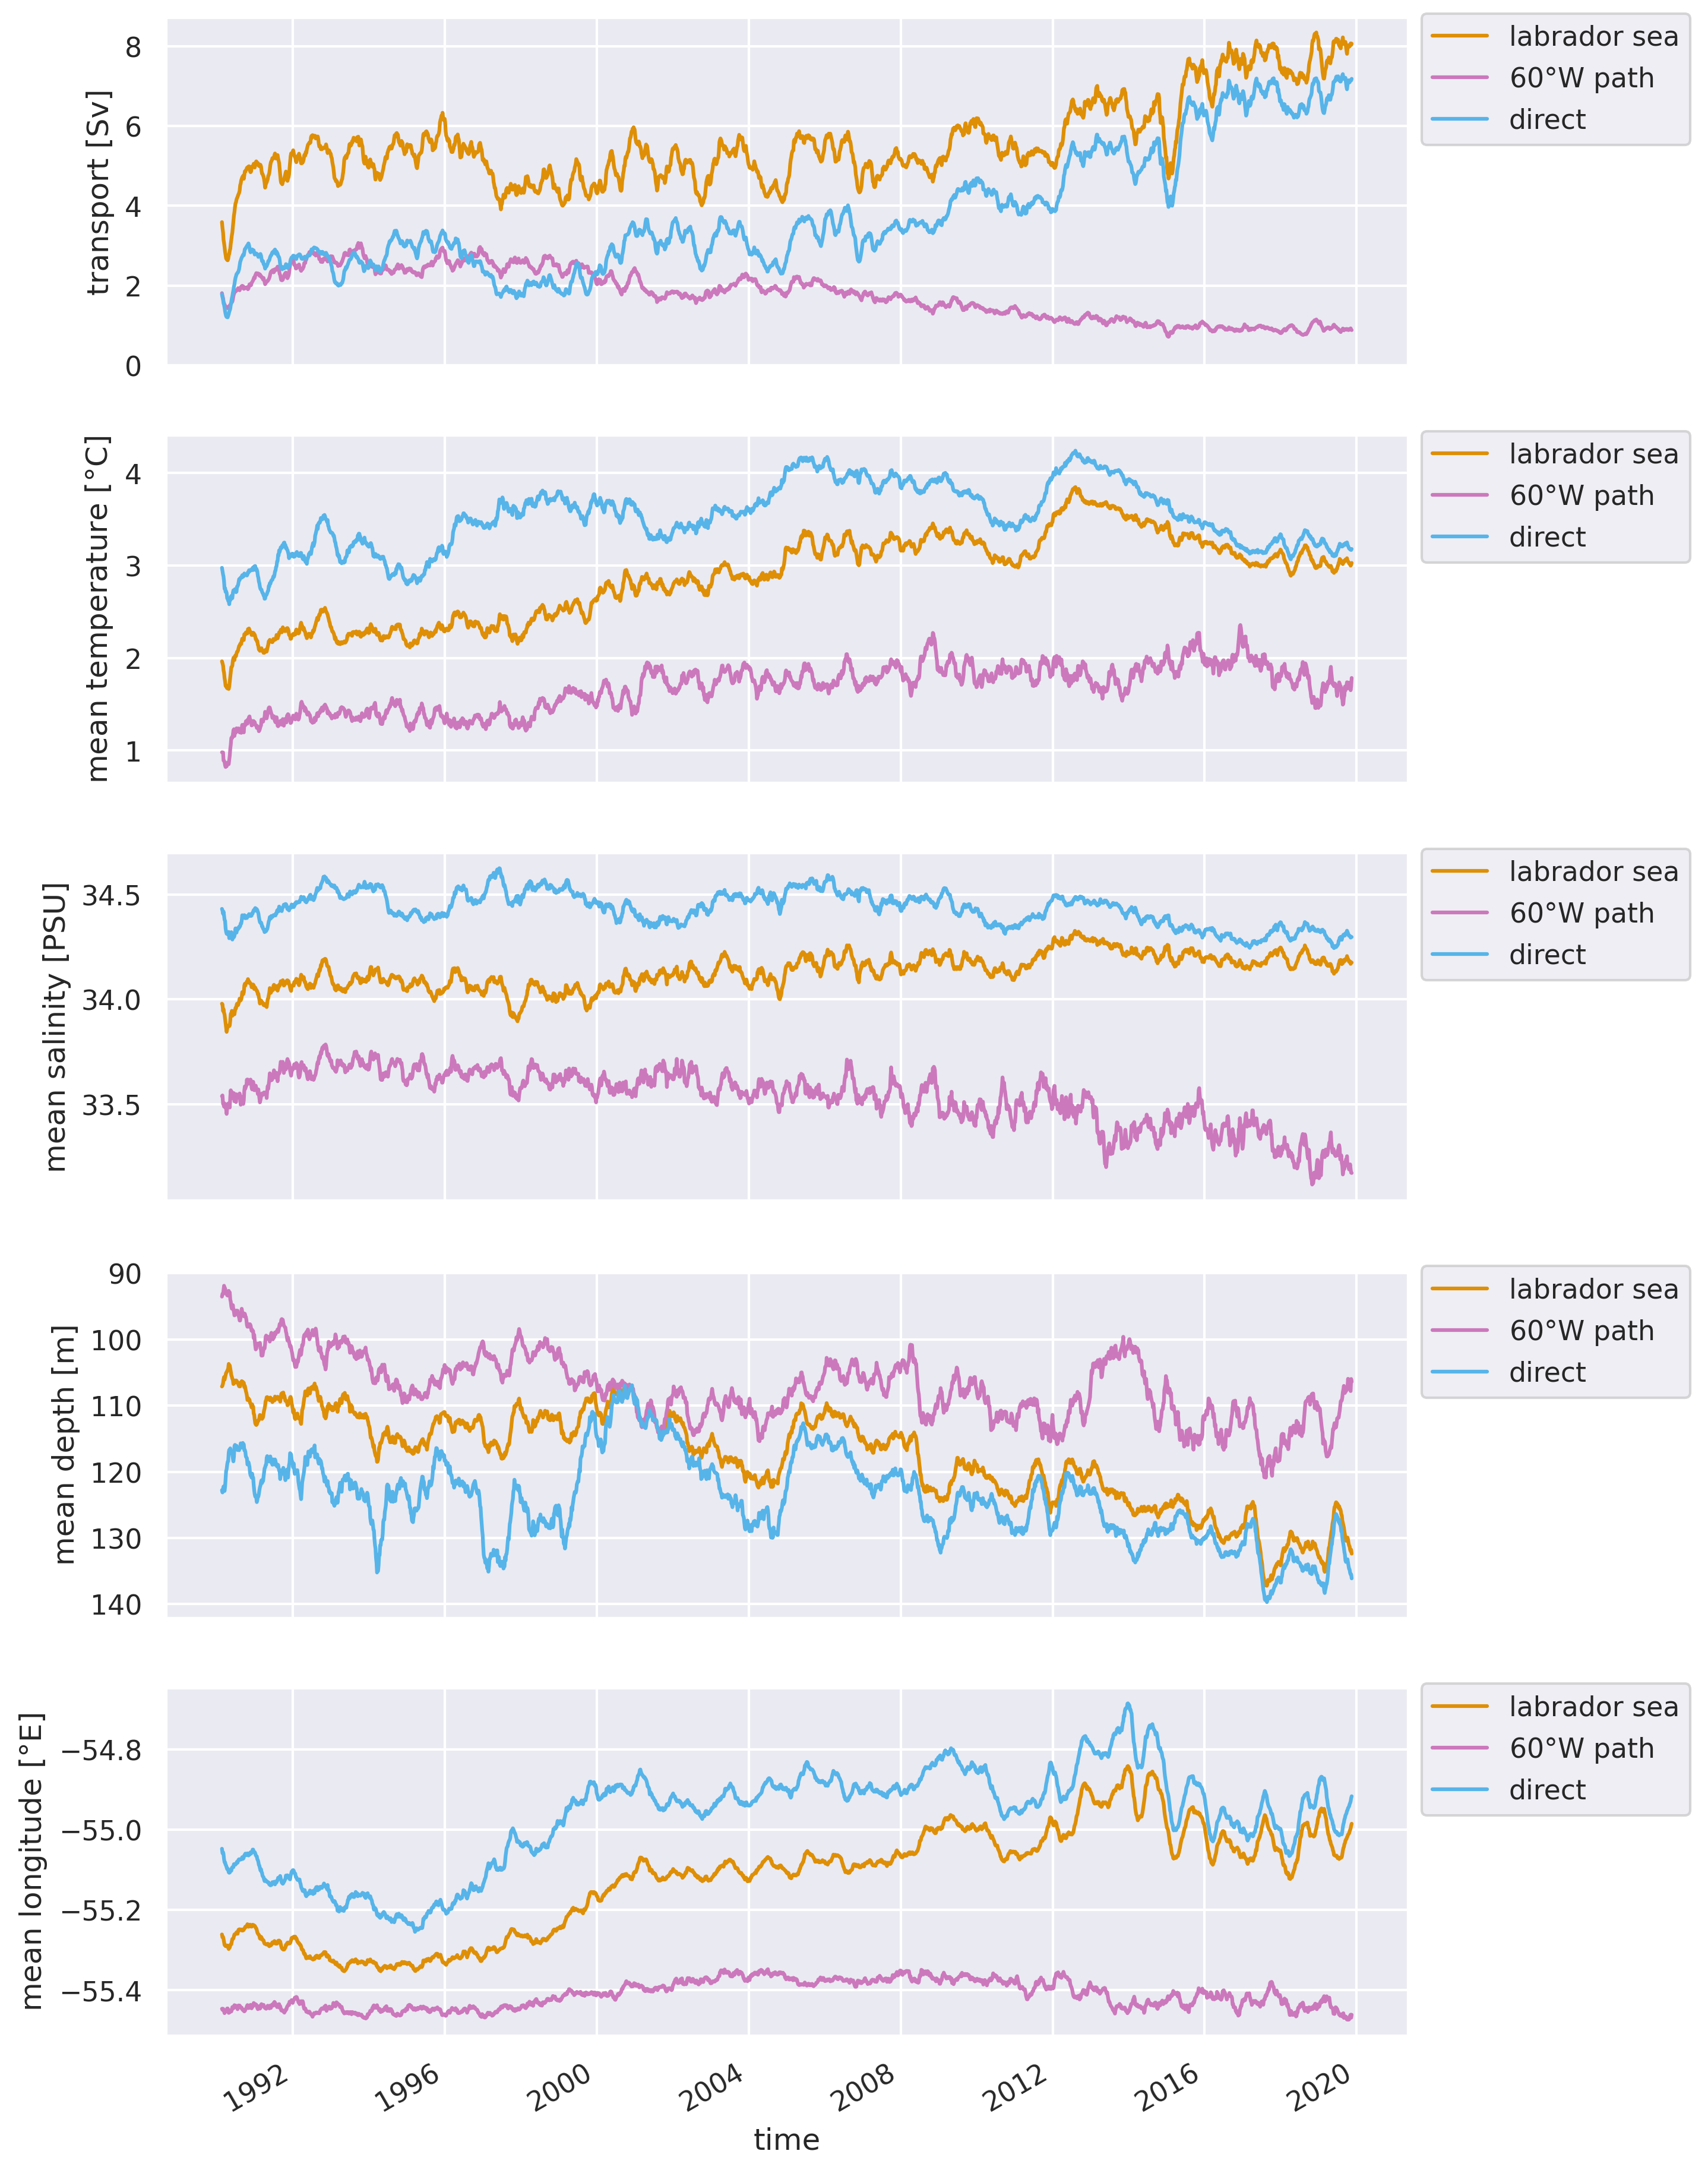 transport [Sv]
8
6
4
2
0
labrador sea
60°W path
direct
mean temperature [°C]
4
3
2
1
labrador sea
60°W path
direct
mean salinity [PSU]
34.5
34.0
33.5
labrador sea
60°W path
direct
mean depth [m]
90
100
110
120
130
140
labrador sea
60°W path
direct
mean longitude [°E]
−54.8
−55.0
−55.2
−55.4
labrador sea
60°W path
direct
1992 1996 2000 2004 2008 2012 2016 2020
time